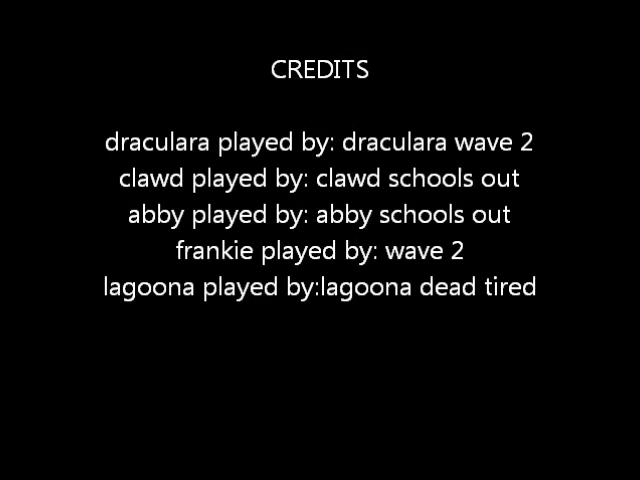 CREDITS
draculara played by: draculara wave 2
clawd played by: clawd schools out
abby played by: abby schools out
frankie played by: wave 2
lagoona played by:lagoona dead tired